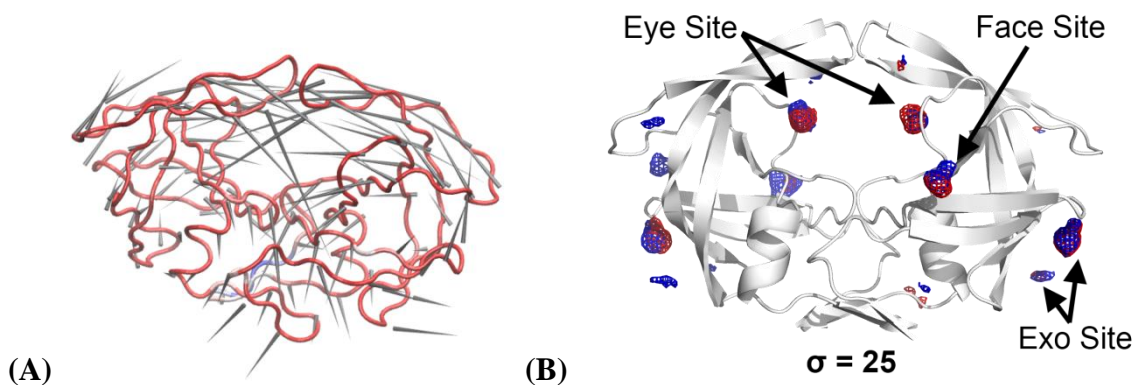 Eye Site
Face Site
Exo Site
(A)
(B)
σ = 25